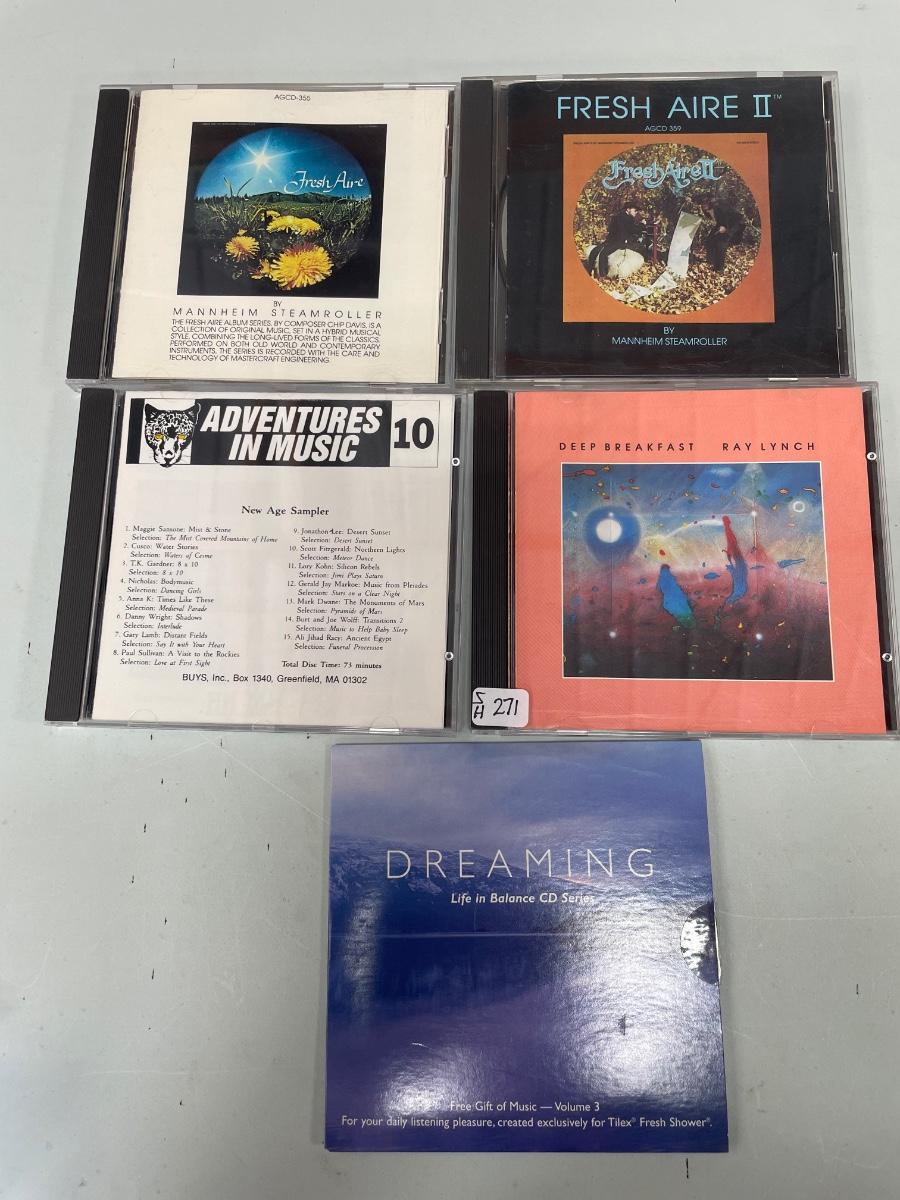 AGCD-355
Fresh Aire
BY
MANNHEIM STEAMROLLER
THE FRESH AIRE ALBUM SERIES, BY COMPOSER CHIP DAVIS, IS A
COLLECTION OF ORIGINAL MUSIC, SET IN A HYBRID MUSICAL
STYLE, COMBINING THE LONG-LIVED FORMS OF THE CLASSICS,
PERFORMED ON BOTH OLD WORLD AND CONTEMPORARY
INSTRUMENTS. THE SERIES IS RECORDED WITH THE CARE AND
TECHNOLOGY OF MASTERCRAFT ENGINEERING.
FRESH AIRE II™
AGCD 359
Fresh Aire II
BY
MANNHEIM STEAMROLLER
ADVENTURES
IN MUSIC
10
New Age Sampler
1. Maggie Sansone: Mist & Stone
Selection: The Mist Covered Mountains of Home
2. Cusco: Water Stories
Selection: Waters of Cesme
3. T.K. Gardner: 8 x 10
Selection: 8 x 10
4. Nicholas: Bodymusic
Selection: Dancing Girls
5. Anna K: Times Like These
Selection: Medieval Parade
6. Danny Wright: Shadows
Selection: Interlude
7. Gary Lamb: Distant Fields
Selection: Say It with Your Heart
8. Paul Sullivan: A Visit to the Rockies
Selection: Love at First Sight
9. Jonathon Lee: Desert Sunset
Selection: Desert Sunset
10. Scott Fitzgerald: Northern Lights
Selection: Meteor Dance
11. Lory Kohn: Silicon Rebels
Selection: Jimi Plays Saturn
12. Gerald Jay Markoe: Music from Pleiades
Selection: Stars on a Clear Night
13. Mark Dwane: The Monuments of Mars
Selection: Pyramids of Mars
14. Burt and Joe Wolff: Transitions 2
Selection: Music to Help Baby Sleep
15. Ali Jihad Racy: Ancient Egypt
Selection: Funeral Procession
Total Disc Time: 73 minutes
BUYS, Inc., Box 1340, Greenfield, MA 01302
DEEP BREAKFAST RAY LYNCH
S/H 271
DREAMING
Life in Balance CD Series
Free Gift of Music — Volume 3
For your daily listening pleasure, created exclusively for Tilex® Fresh Shower®.